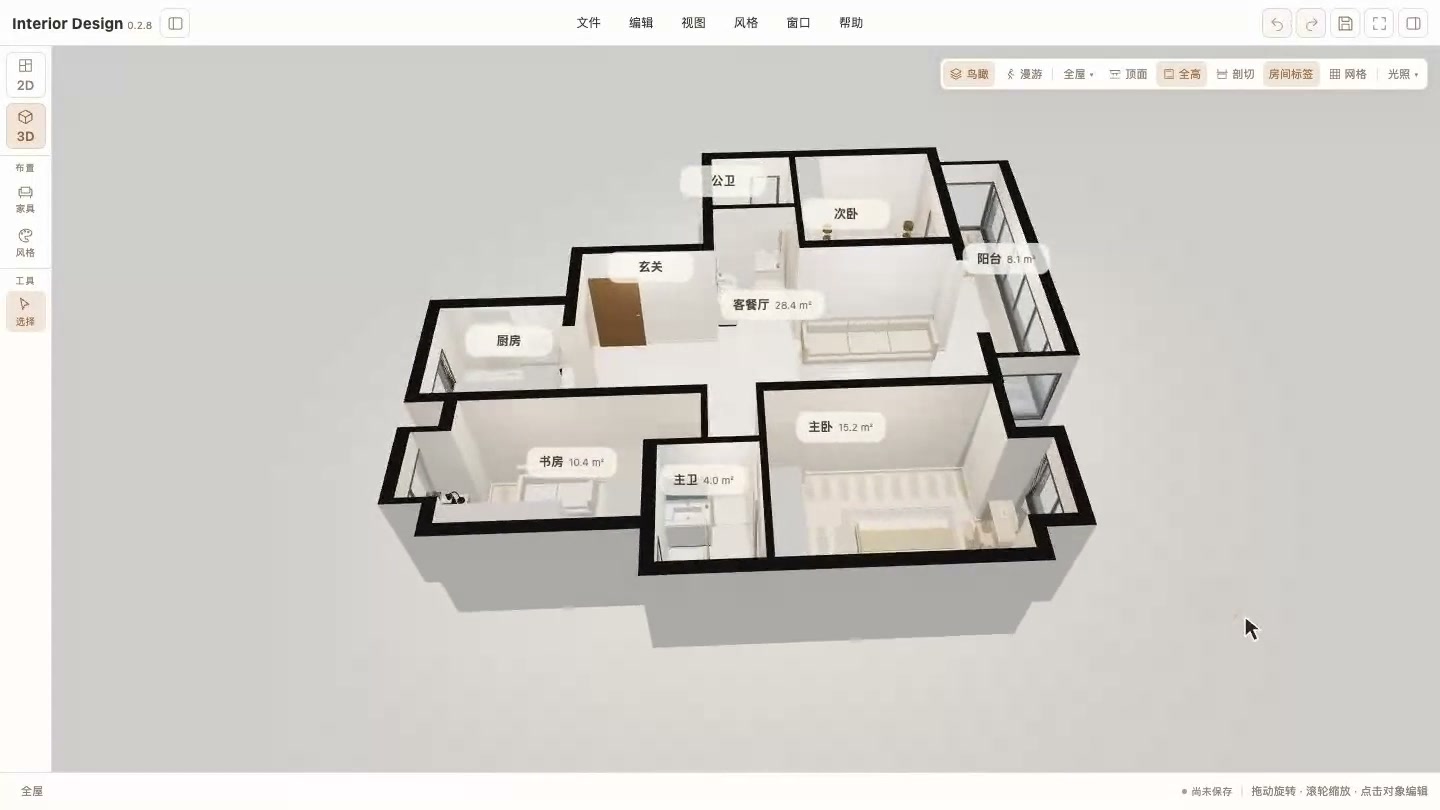 Interior Design 0.2.8
文件 编辑 视图 风格 窗口 帮助
2D
3D
布置
家具
风格
工具
选择
鸟瞰 漫游 全屋 顶面 全高 剖切 房间标签 网格 光照
公卫
次卧
玄关
阳台 8.1 m²
客餐厅 28.4 m²
厨房
主卧 15.2 m²
书房 10.4 m²
主卫 4.0 m²
全屋
尚未保存
拖动旋转 · 滚轮缩放 · 点击对象编辑